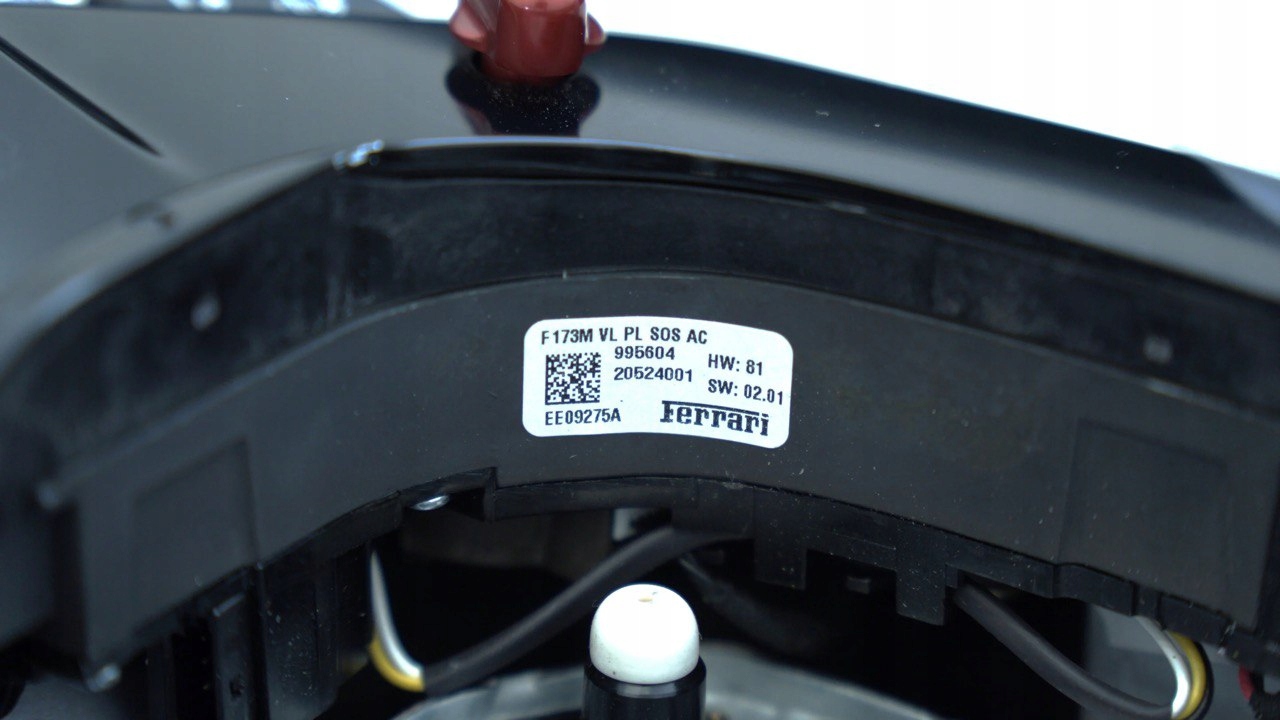 F173M VL PL SOS AC
995604 HW: 81
20524001 SW: 02.01
EE09275A Ferrari